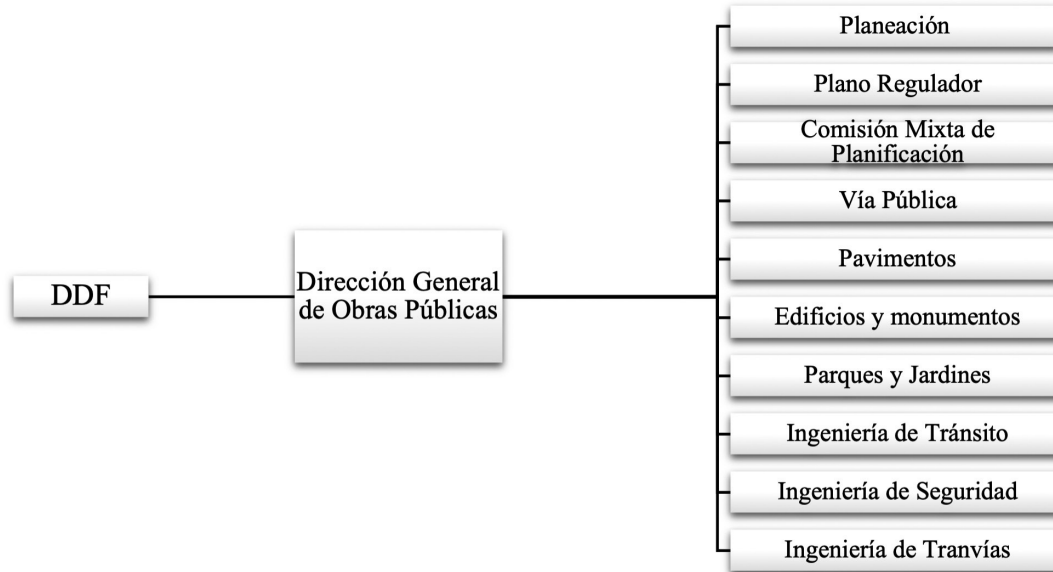 DDF
Dirección General
de Obras Públicas
Planeación
Plano Regulador
Comisión Mixta de
Planificación
Vía Pública
Pavimentos
Edificios y monumentos
Parques y Jardines
Ingeniería de Tránsito
Ingeniería de Seguridad
Ingeniería de Tranvías